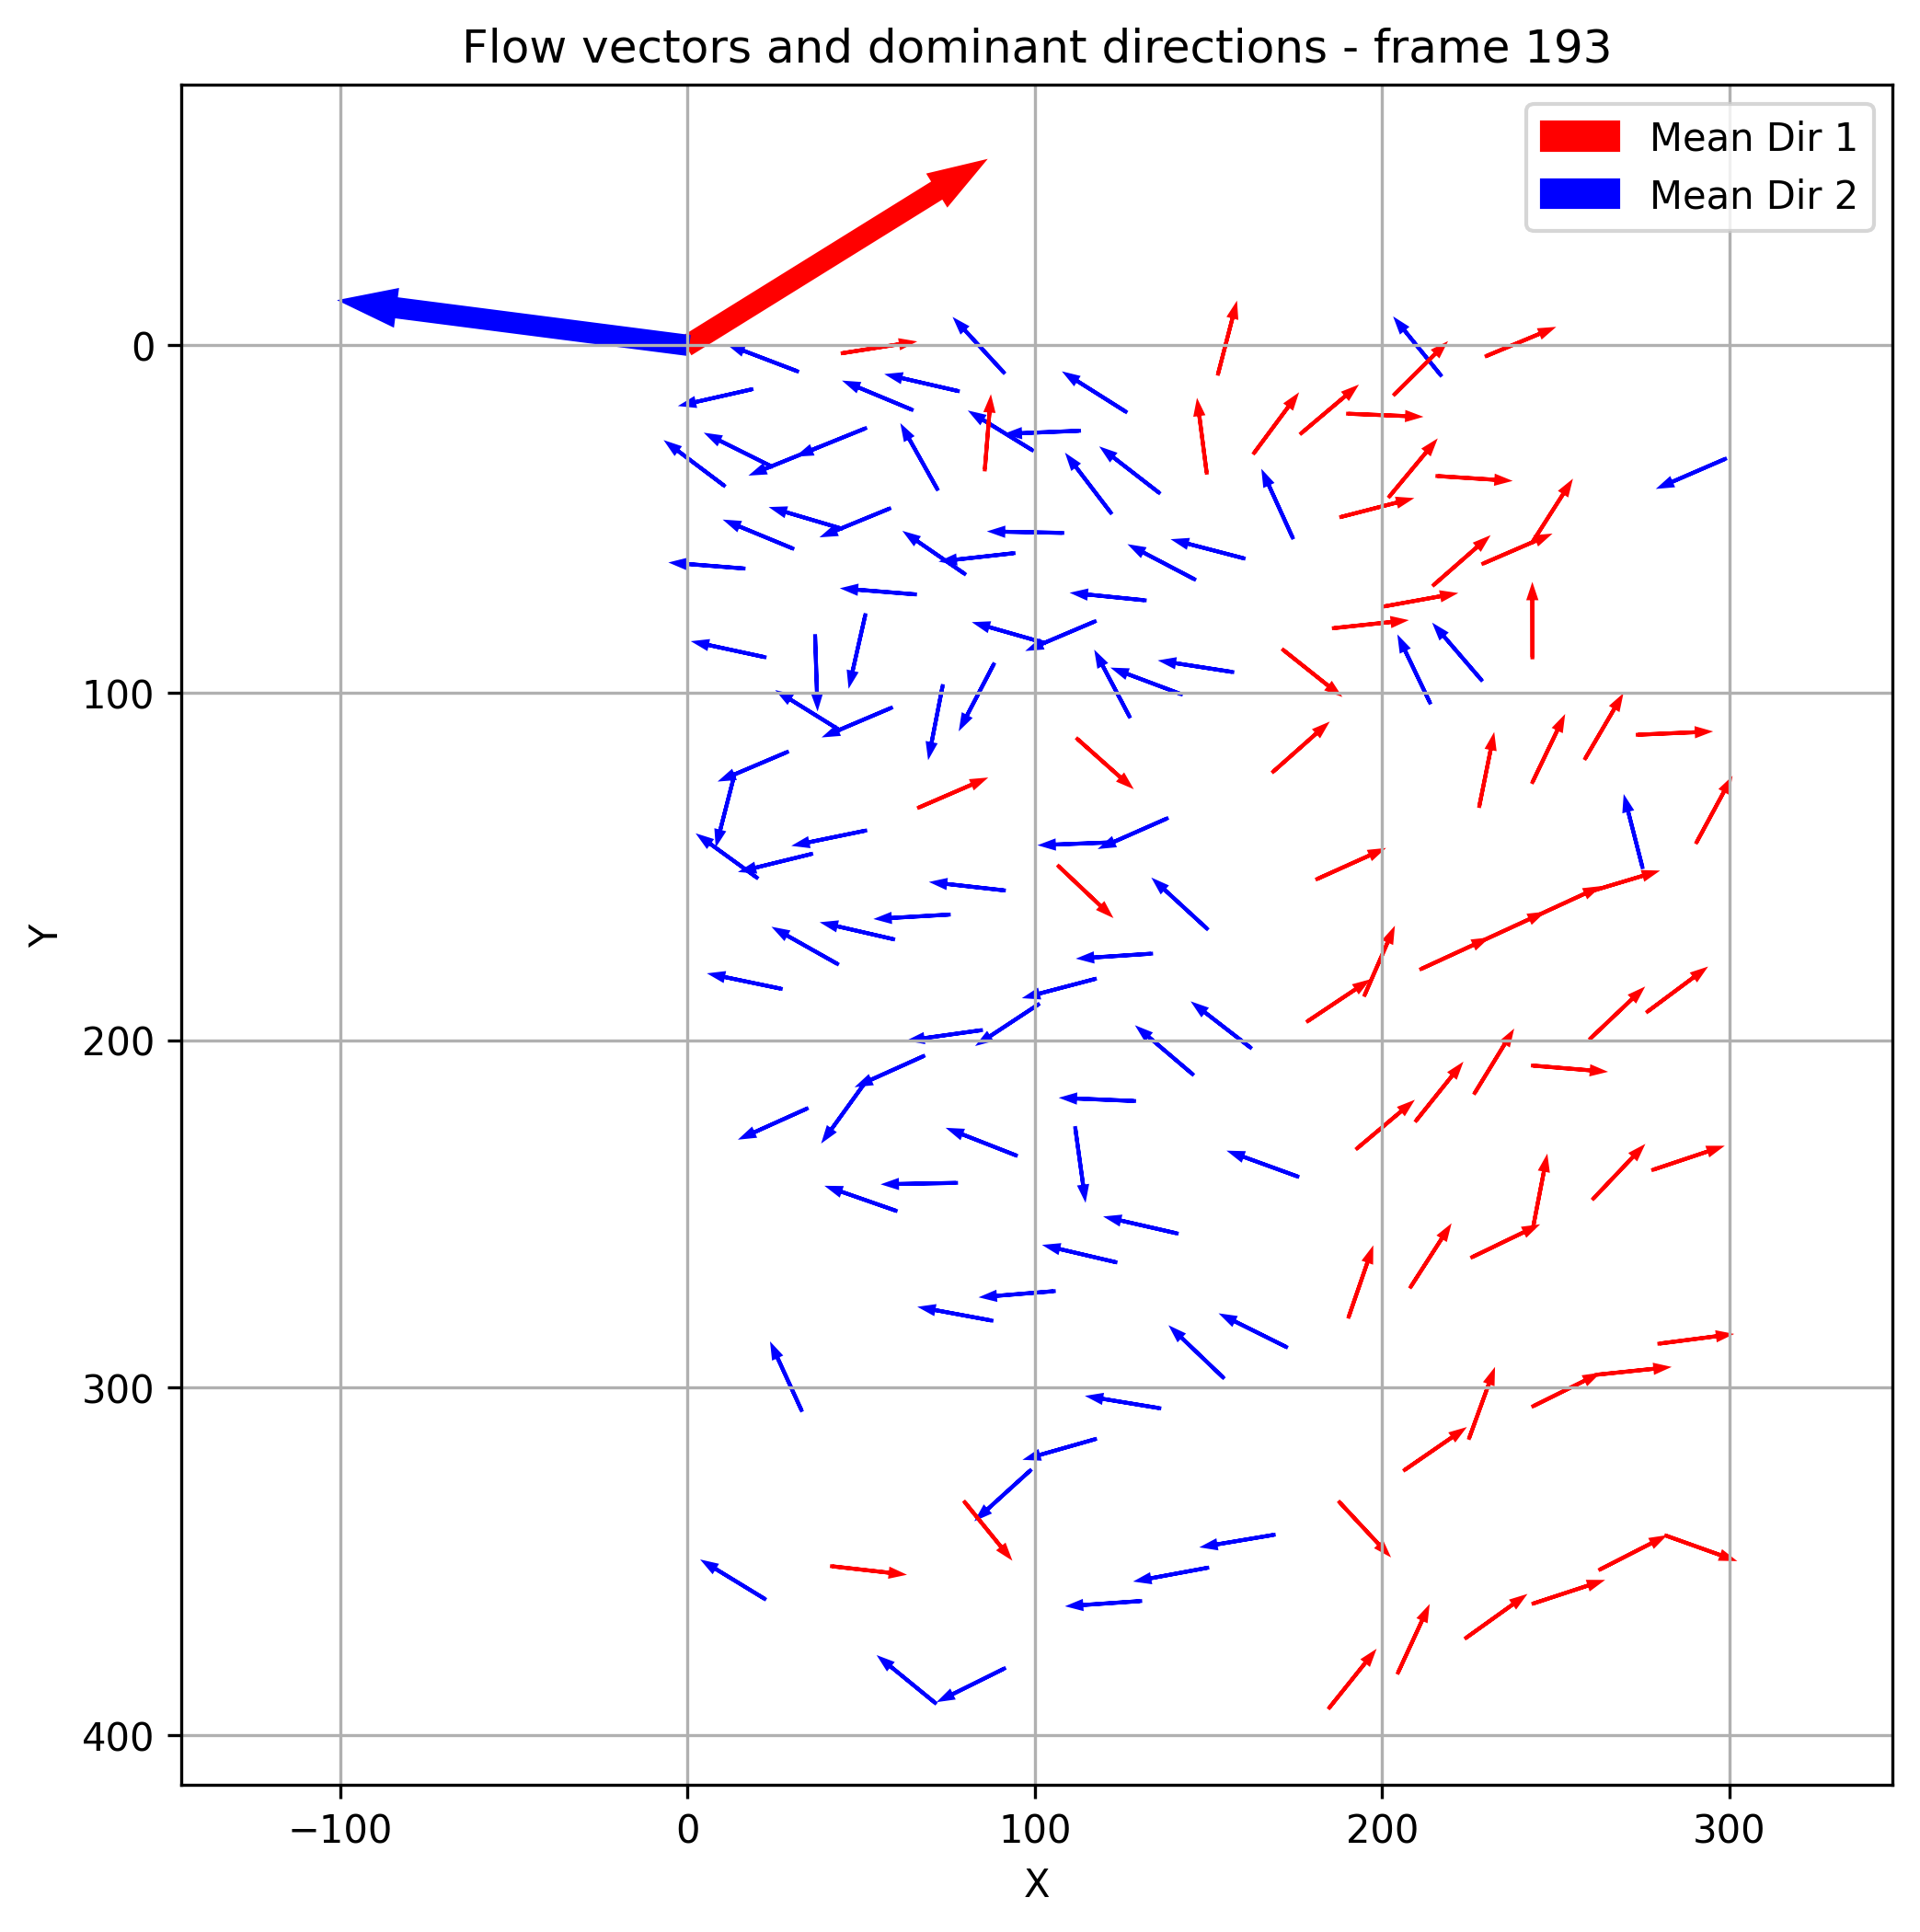 Flow vectors and dominant directions - frame 193
Mean Dir 1
Mean Dir 2
0
100
200
300
400
Y
−100
0
100
200
300
X